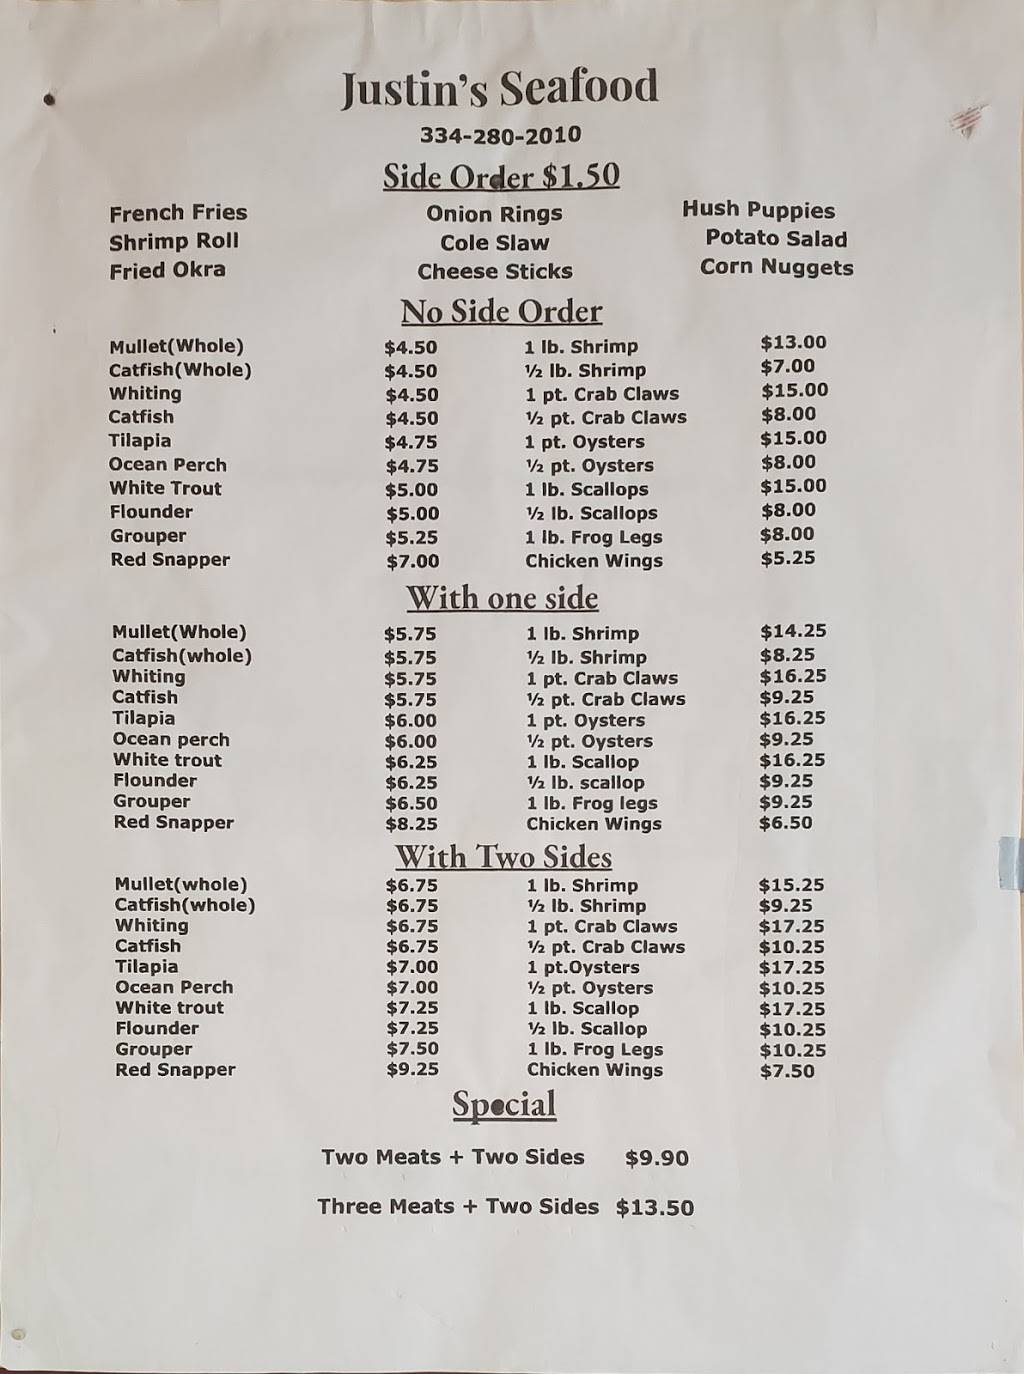 Justin's Seafood
334-280-2010
Side Order $1.50
French Fries Onion Rings Hush Puppies
Shrimp Roll Cole Slaw Potato Salad
Fried Okra Cheese Sticks Corn Nuggets
No Side Order
Mullet(Whole) $4.50 1 lb. Shrimp $13.00
Catfish(Whole) $4.50 ½ lb. Shrimp $7.00
Whiting $4.50 1 pt. Crab Claws $15.00
Catfish $4.50 ½ pt. Crab Claws $8.00
Tilapia $4.75 1 pt. Oysters $15.00
Ocean Perch $4.75 ½ pt. Oysters $8.00
White Trout $5.00 1 lb. Scallops $15.00
Flounder $5.00 ½ lb. Scallops $8.00
Grouper $5.25 1 lb. Frog Legs $8.00
Red Snapper $7.00 Chicken Wings $5.25
With one side
Mullet(Whole) $5.75 1 lb. Shrimp $14.25
Catfish(whole) $5.75 ½ lb. Shrimp $8.25
Whiting $5.75 1 pt. Crab Claws $16.25
Catfish $5.75 ½ pt. Crab Claws $9.25
Tilapia $6.00 1 pt. Oysters $16.25
Ocean perch $6.00 ½ pt. Oysters $9.25
White trout $6.25 1 lb. Scallop $16.25
Flounder $6.25 ½ lb. scallop $9.25
Grouper $6.50 1 lb. Frog legs $9.25
Red Snapper $8.25 Chicken Wings $6.50
With Two Sides
Mullet(whole) $6.75 1 lb. Shrimp $15.25
Catfish(whole) $6.75 ½ lb. Shrimp $9.25
Whiting $6.75 1 pt. Crab Claws $17.25
Catfish $6.75 ½ pt. Crab Claws $10.25
Tilapia $7.00 1 pt.Oysters $17.25
Ocean Perch $7.00 ½ pt. Oysters $10.25
White trout $7.25 1 lb. Scallop $17.25
Flounder $7.25 ½ lb. Scallop $10.25
Grouper $7.50 1 lb. Frog Legs $10.25
Red Snapper $9.25 Chicken Wings $7.50
Special
Two Meats + Two Sides $9.90
Three Meats + Two Sides $13.50